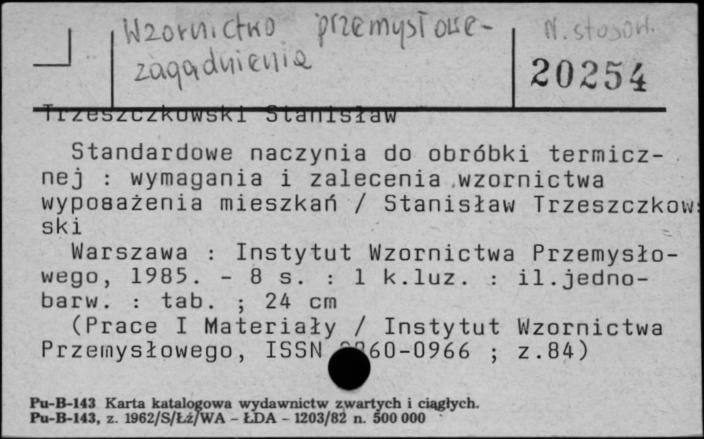 Wzornictwo przemysłowe-
zagadnienia
N. stosow.
20254
Trzeszczkowski Stanisław
Standardowe naczynia do obróbki termicz-
nej : wymagania i zalecenia wzornictwa
wyposażenia mieszkań / Stanisław Trzeszczkow
ski
Warszawa : Instytut Wzornictwa Przemysło-
wego, 1985. - 8 s. : 1 k.luz. : il.jedno-
barw. : tab. ; 24 cm
(Prace I Materiały / Instytut Wzornictwa
Przemysłowego, ISSN 60-0966 ; z.84)
Pu-B-143 Karta katalogowa wydawnictw zwartych i ciągłych.
Pu-B-143, z. 1962/S/Łż/WA - ŁDA - 1203/82 n. 500 000